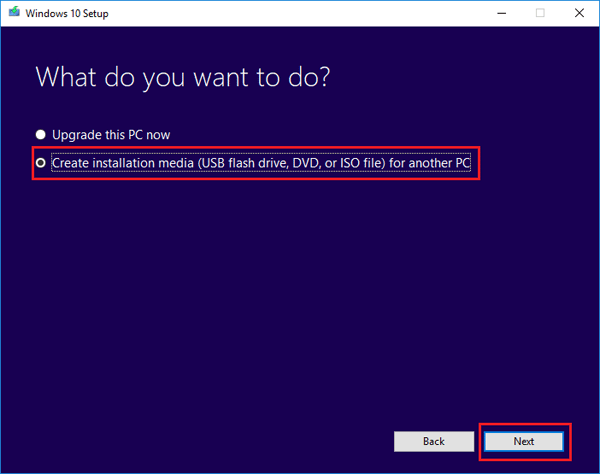 Windows 10 Setup
What do you want to do?
Upgrade this PC now
Create installation media (USB flash drive, DVD, or ISO file) for another PC
Back
Next